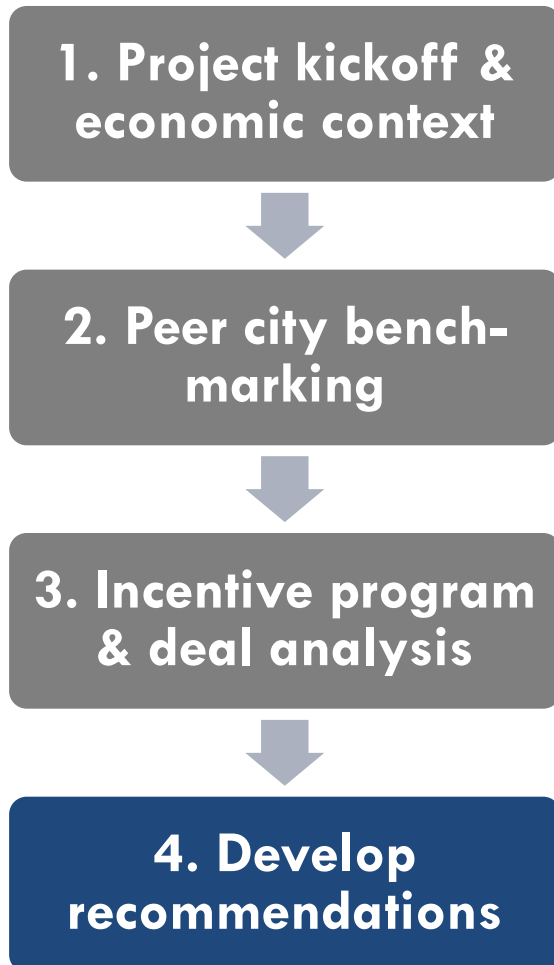 1. Project kickoff &
economic context
2. Peer city bench-
marking
3. Incentive program
& deal analysis
4. Develop
recommendations